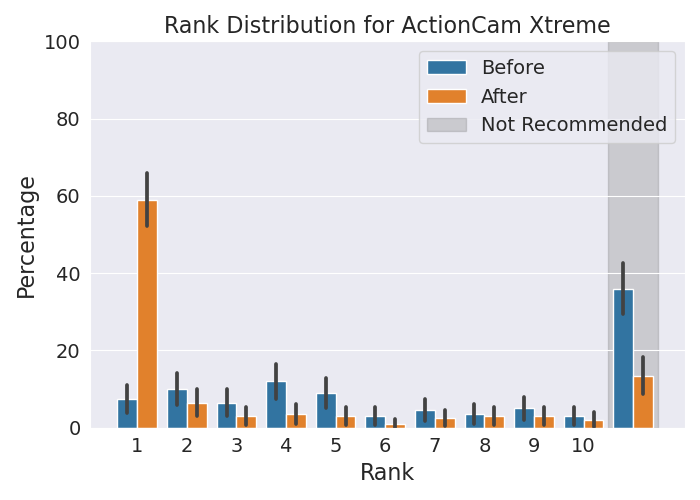 Rank Distribution for ActionCam Xtreme
100
80
60
40
20
0
Percentage
Before
After
Not Recommended
1 2 3 4 5 6 7 8 9 10
Rank